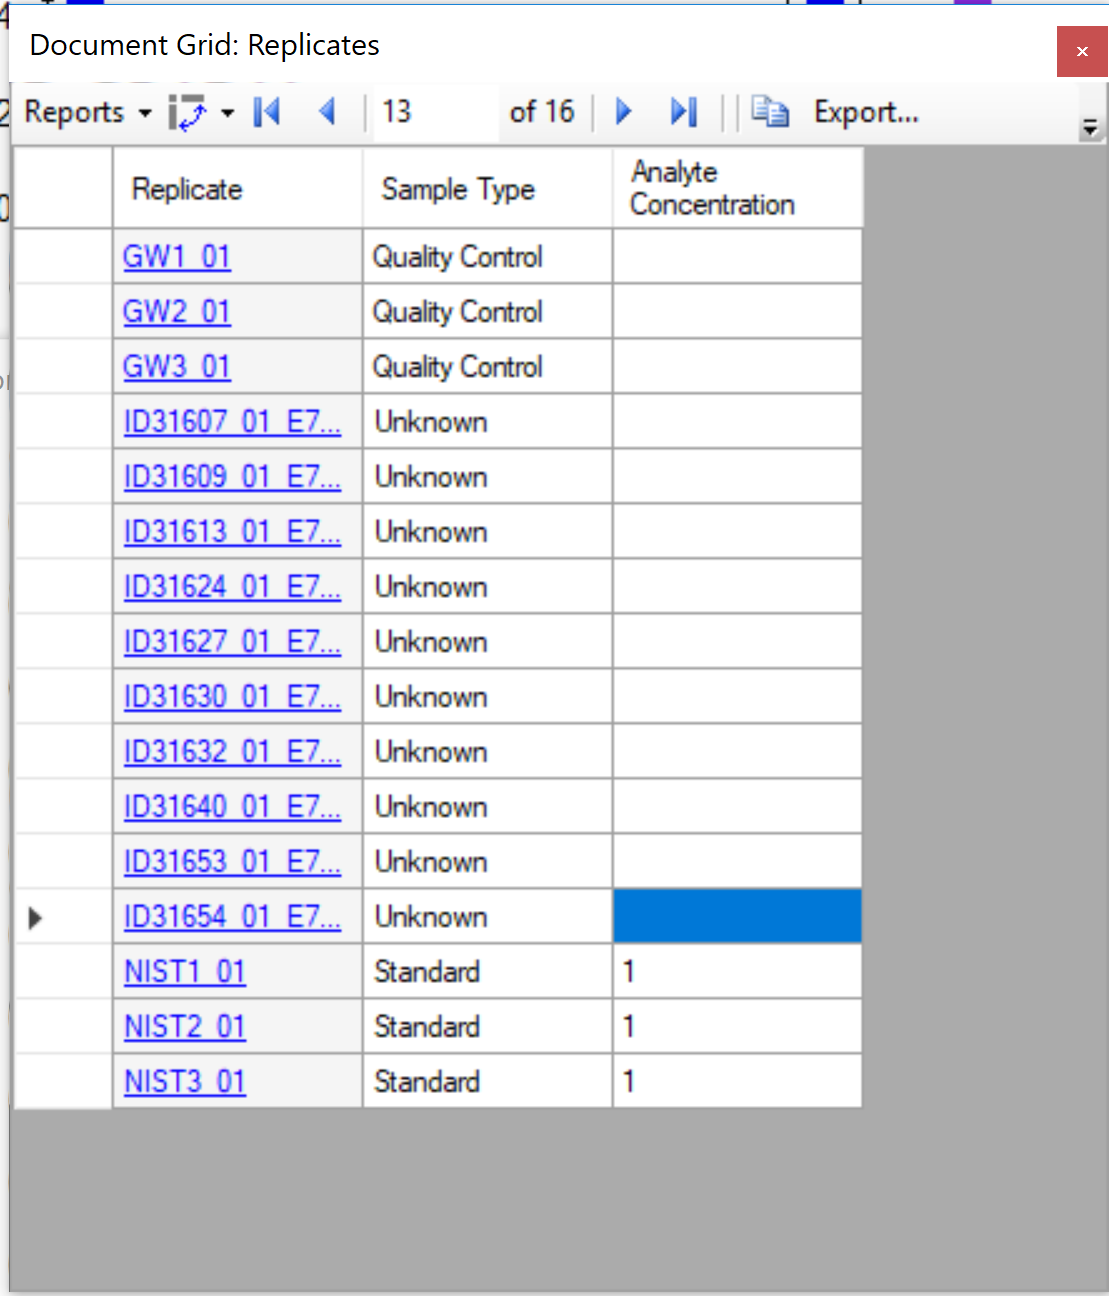 Document Grid: Replicates
Reports 13 of 16 Export...
Replicate Sample Type Analyte Concentration
GW1_01 Quality Control
GW2_01 Quality Control
GW3_01 Quality Control
ID31607_01_E7... Unknown
ID31609_01_E7... Unknown
ID31613_01_E7... Unknown
ID31624_01_E7... Unknown
ID31627_01_E7... Unknown
ID31630_01_E7... Unknown
ID31632_01_E7... Unknown
ID31640_01_E7... Unknown
ID31653_01_E7... Unknown
ID31654_01_E7... Unknown
NIST1_01 Standard 1
NIST2_01 Standard 1
NIST3_01 Standard 1